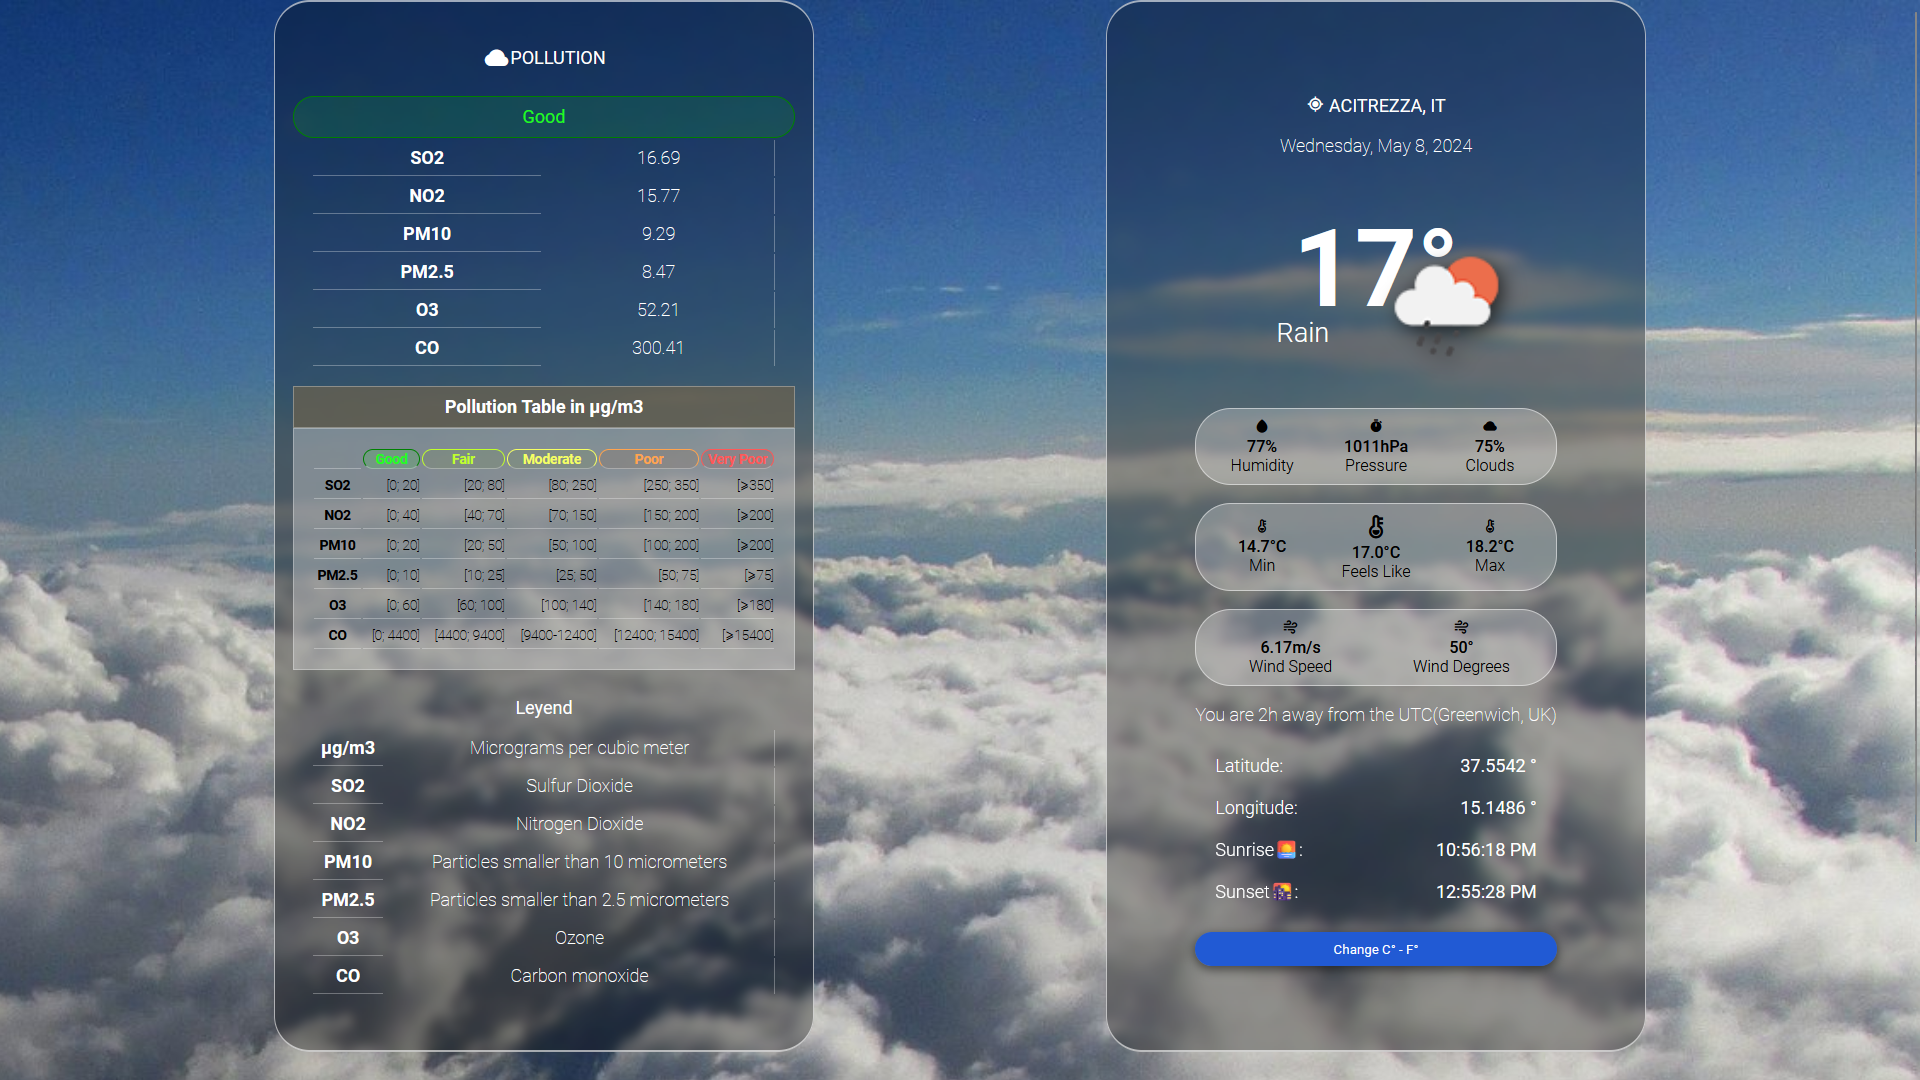 POLLUTION
Good
SO2 16.69
NO2 15.77
PM10 9.29
PM2.5 8.47
O3 52.21
CO 300.41
Pollution Table in µg/m3
Good Fair Moderate Poor Very Poor
SO2 [0; 20] [20; 80] [80; 250] [250; 350] [⩾350]
NO2 [0; 40] [40; 70] [70; 150] [150; 200] [⩾200]
PM10 [0; 20] [20; 50] [50; 100] [100; 200] [⩾200]
PM2.5 [0; 10] [10; 25] [25; 50] [50; 75] [⩾75]
O3 [0; 60] [60; 100] [100; 140] [140; 180] [⩾180]
CO [0; 4400] [4400; 9400] [9400-12400] [12400; 15400] [⩾15400]
Leyend
µg/m3 Micrograms per cubic meter
SO2 Sulfur Dioxide
NO2 Nitrogen Dioxide
PM10 Particles smaller than 10 micrometers
PM2.5 Particles smaller than 2.5 micrometers
O3 Ozone
CO Carbon monoxide
ACITREZZA, IT
Wednesday, May 8, 2024
17°
Rain
77% 1011hPa 75%
Humidity Pressure Clouds
14.7°C 17.0°C 18.2°C
Min Feels Like Max
6.17m/s 50°
Wind Speed Wind Degrees
You are 2h away from the UTC(Greenwich, UK)
Latitude: 37.5542 °
Longitude: 15.1486 °
Sunrise🌅: 10:56:18 PM
Sunset🌇: 12:55:28 PM
Change C° - F°